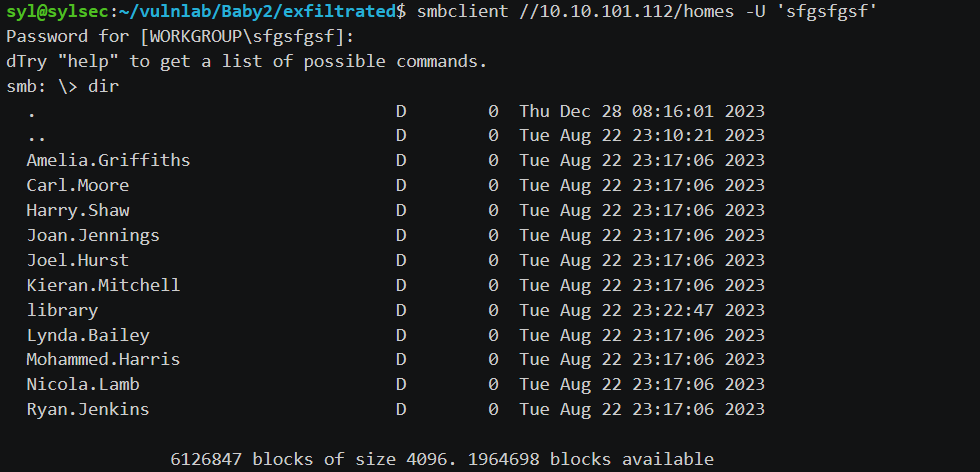 syl@sylsec:~/vulnlab/Baby2/exfiltrated$ smbclient //10.10.101.112/homes -U 'sfgsfgsf'
Password for [WORKGROUP\sfgsfgsf]:
dTry "help" to get a list of possible commands.
smb: \> dir
  .                                   D        0  Thu Dec 28 08:16:01 2023
  ..                                  D        0  Tue Aug 22 23:10:21 2023
  Amelia.Griffiths                    D        0  Tue Aug 22 23:17:06 2023
  Carl.Moore                          D        0  Tue Aug 22 23:17:06 2023
  Harry.Shaw                          D        0  Tue Aug 22 23:17:06 2023
  Joan.Jennings                       D        0  Tue Aug 22 23:17:06 2023
  Joel.Hurst                          D        0  Tue Aug 22 23:17:06 2023
  Kieran.Mitchell                     D        0  Tue Aug 22 23:17:06 2023
  library                             D        0  Tue Aug 22 23:22:47 2023
  Lynda.Bailey                        D        0  Tue Aug 22 23:17:06 2023
  Mohammed.Harris                     D        0  Tue Aug 22 23:17:06 2023
  Nicola.Lamb                         D        0  Tue Aug 22 23:17:06 2023
  Ryan.Jenkins                        D        0  Tue Aug 22 23:17:06 2023
                6126847 blocks of size 4096. 1964698 blocks available